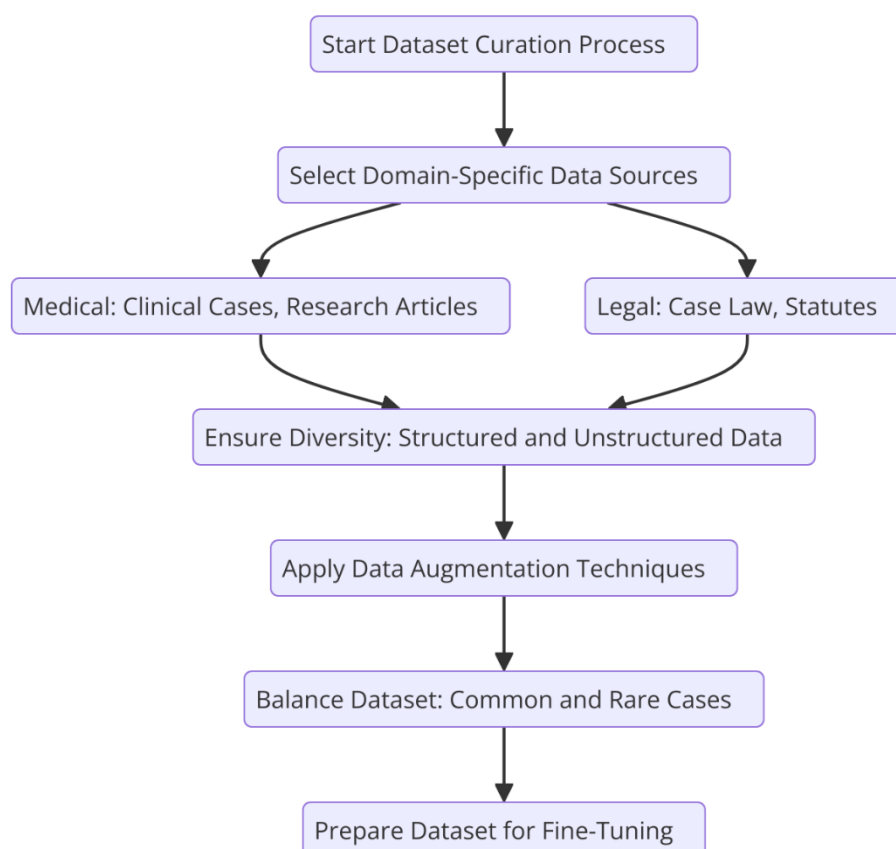 Start Dataset Curation Process
Select Domain-Specific Data Sources
Medical: Clinical Cases, Research Articles
Legal: Case Law, Statutes
Ensure Diversity: Structured and Unstructured Data
Apply Data Augmentation Techniques
Balance Dataset: Common and Rare Cases
Prepare Dataset for Fine-Tuning